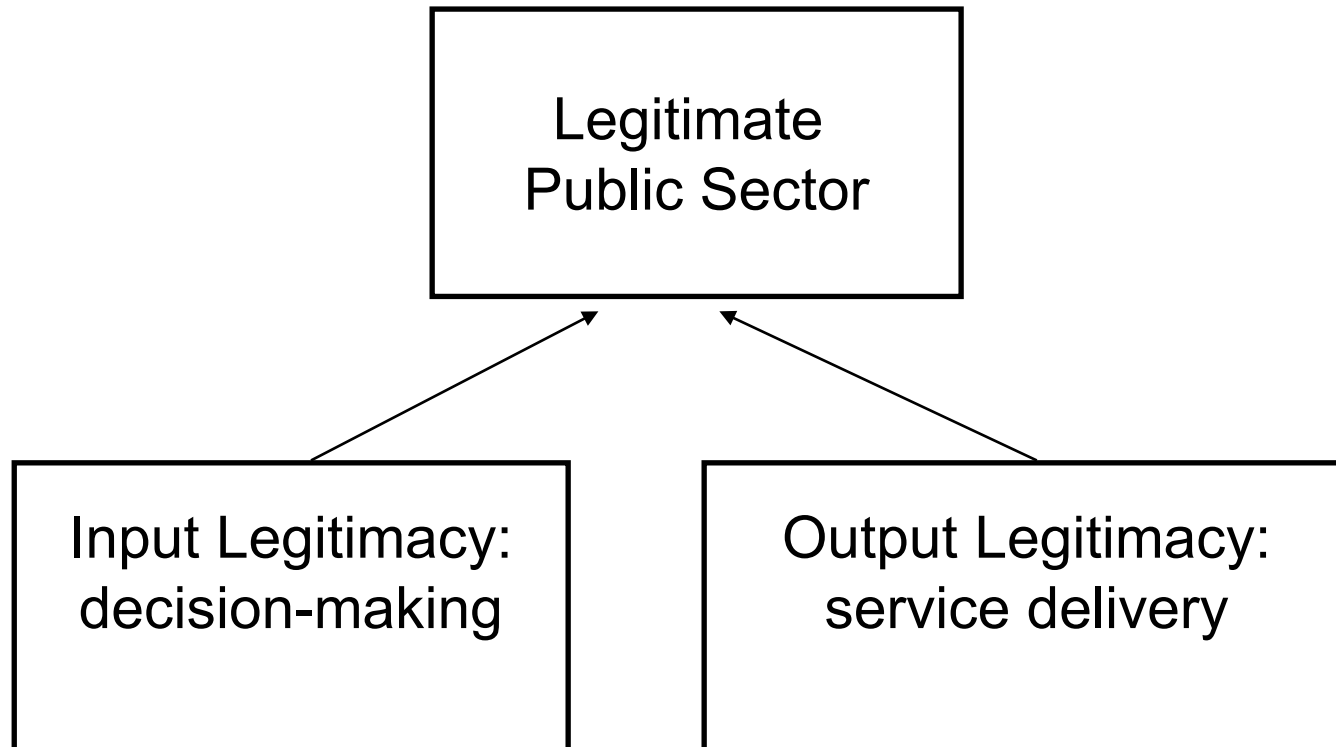 Legitimate
Public Sector
Input Legitimacy:
decision-making
Output Legitimacy:
service delivery